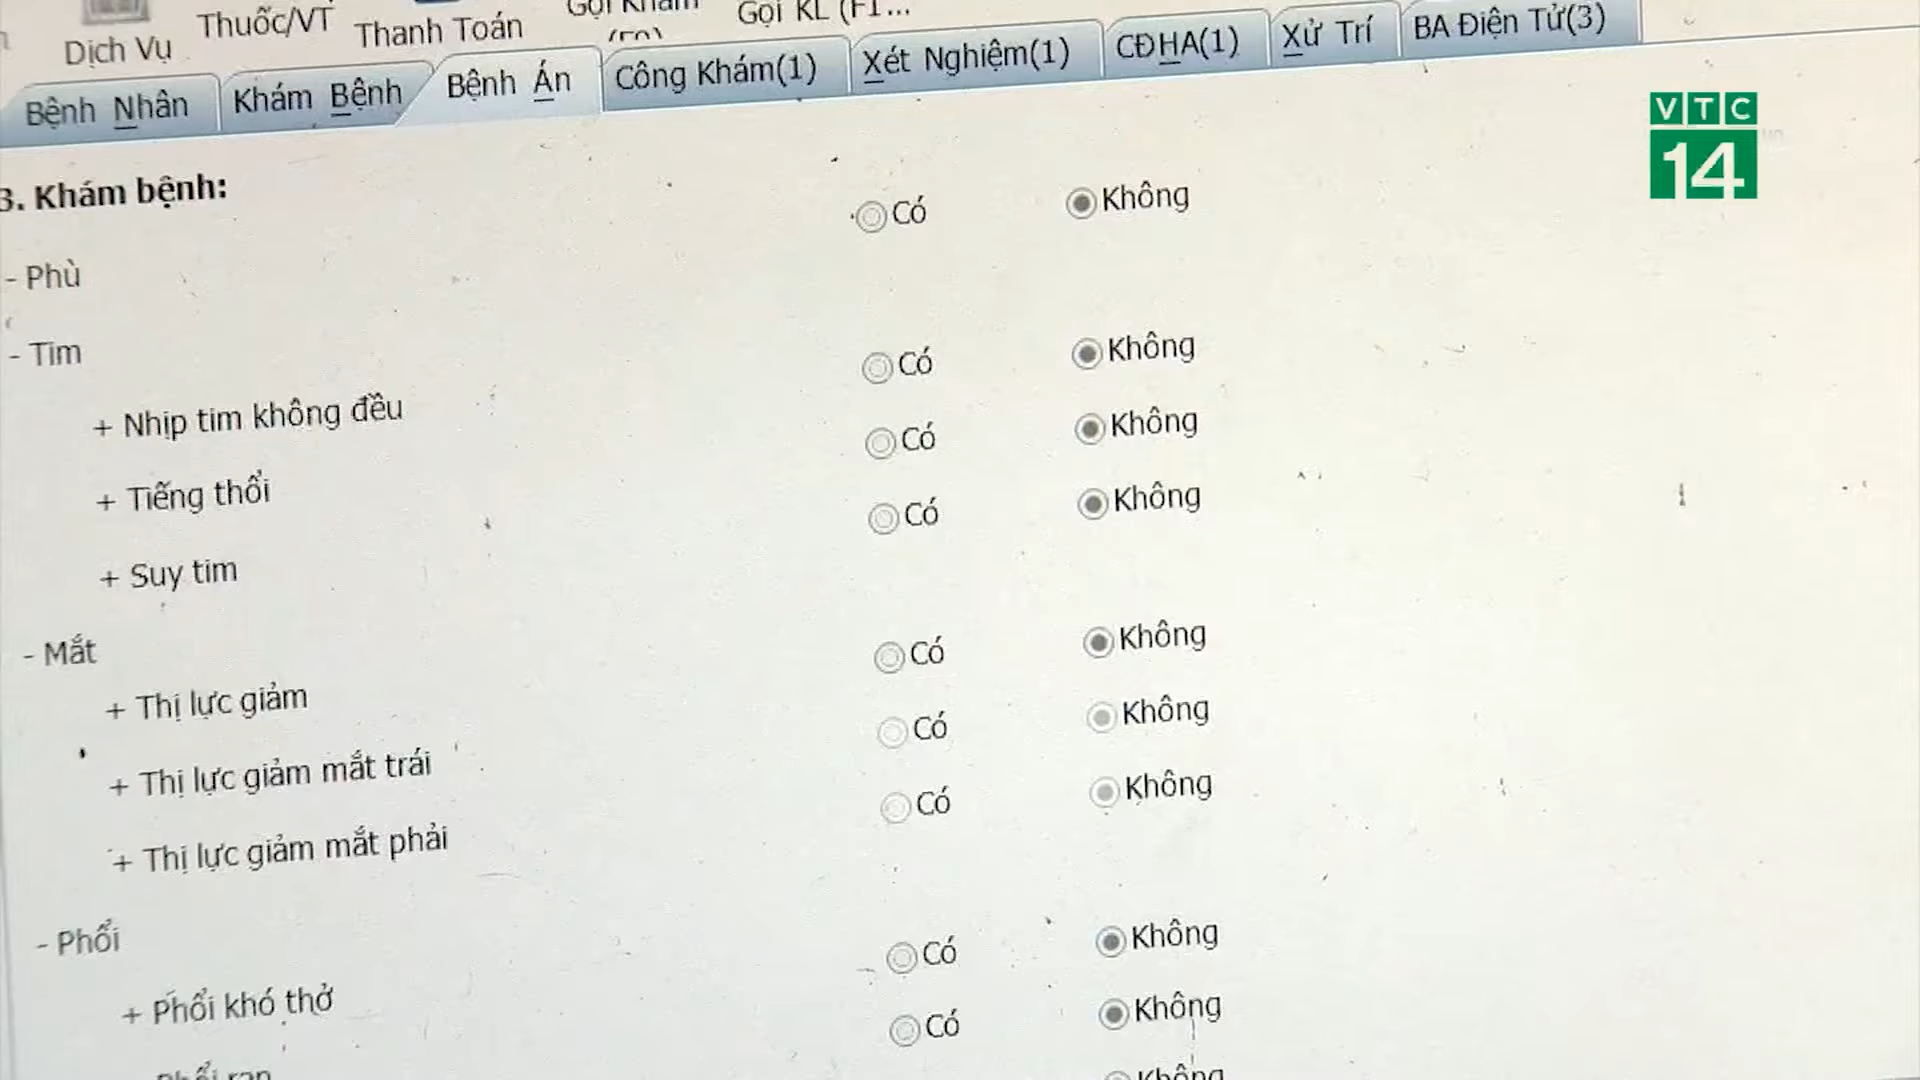 Dịch Vụ
Thuốc/VT
Thanh Toán
Gọi Khám
Gọi KL (F1...
Bệnh Nhân
Khám Bệnh
Bệnh Án
Công Khám(1)
Xét Nghiệm(1)
CĐHA(1)
Xử Trí
BA Điện Tử(3)
VTC
14
3. Khám bệnh:
Có Không
- Phù
- Tim
Có Không
+ Nhịp tim không đều
Có Không
+ Tiếng thổi
Có Không
+ Suy tim
- Mắt
Có Không
+ Thị lực giảm
Có Không
+ Thị lực giảm mắt trái
Có Không
+ Thị lực giảm mắt phải
- Phổi
Có Không
+ Phổi khó thở
Có Không
Không